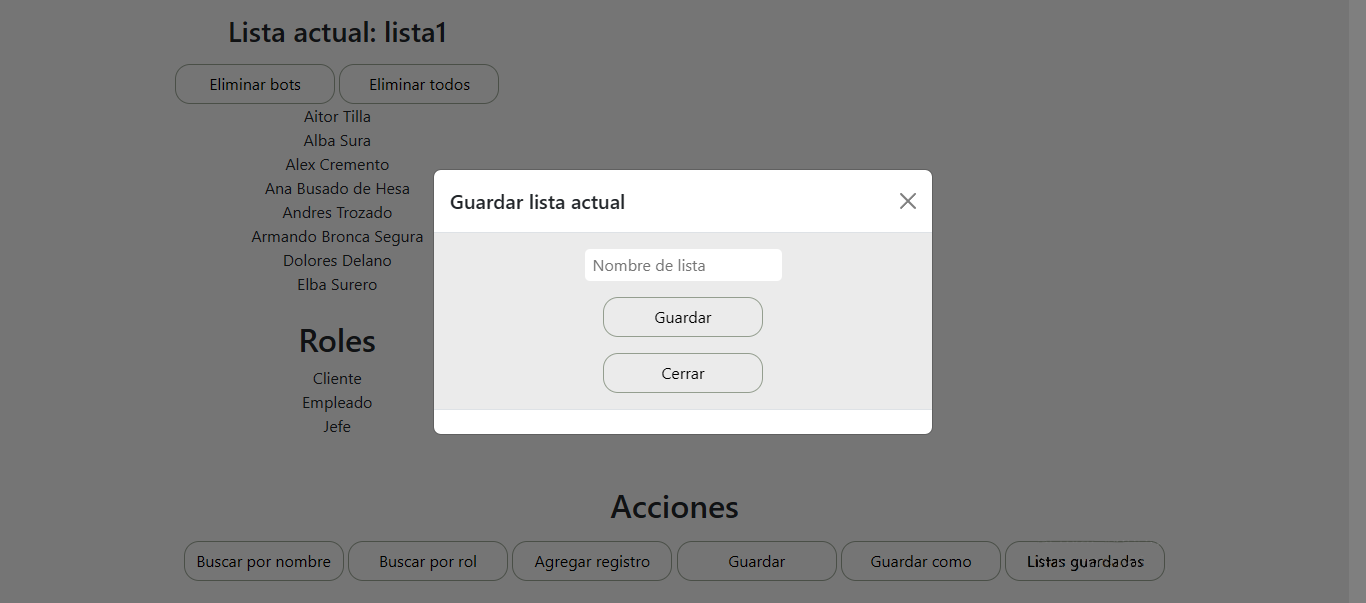 Lista actual: lista1
Eliminar bots
Eliminar todos
Aitor Tilla
Alba Sura
Alex Cremento
Ana Busado de Hesa
Andres Trozado
Armando Bronca Segura
Dolores Delano
Elba Surero
Roles
Cliente
Empleado
Jefe
Guardar lista actual
Nombre de lista
Guardar
Cerrar
Acciones
Buscar por nombre
Buscar por rol
Agregar registro
Guardar
Guardar como
Listas guardadas